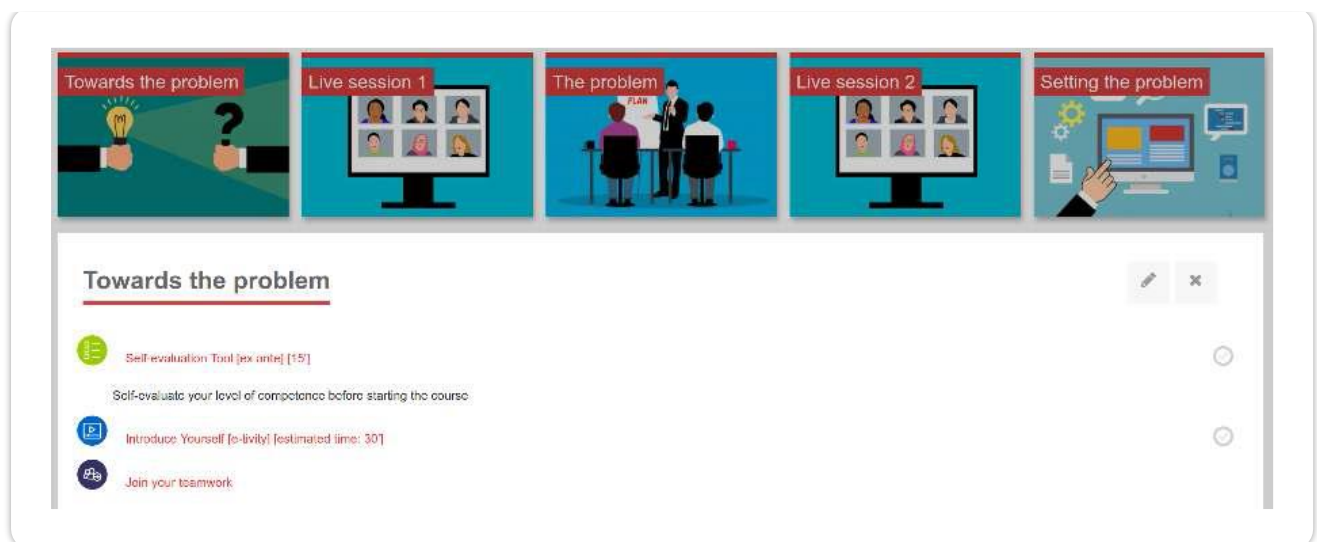 Towards the problem
Live session 1
The problem
Live session 2
Setting the problem
PLAN
Towards the problem
Self-evaluation Tool [ex ante] [15']
Self-evaluate your level of competence before starting the course
Introduce Yourself [e-tivity] [estimated time: 30']
Join your teamwork